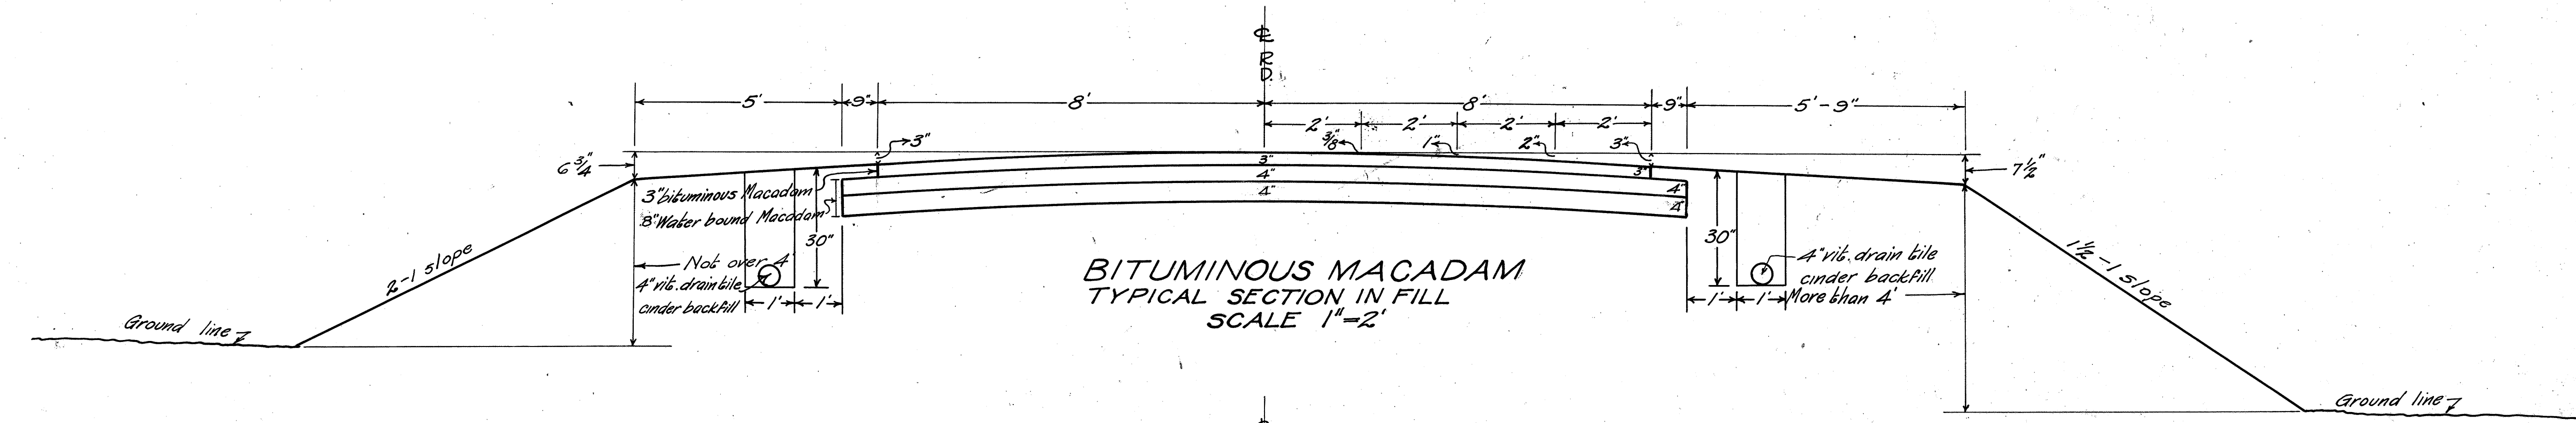 ℄
R
D.
5'
9"
8'
8'
9"
5'-9"
2'
2'
2'
2'
3/8"
1"
2"
3"
3"
6 3/4"
7 1/2"
3"
4"
4"
3"
4"
4"
3" bituminous Macadam
8" Water bound Macadam
30"
30"
Not over 4'
4" vit. drain tile
cinder backfill
1'
1'
2-1 slope
Ground line
BITUMINOUS MACADAM
TYPICAL SECTION IN FILL
SCALE 1"=2'
4" vit. drain tile
cinder backfill
1'
1'
More than 4'
1 1/2-1 slope
Ground line